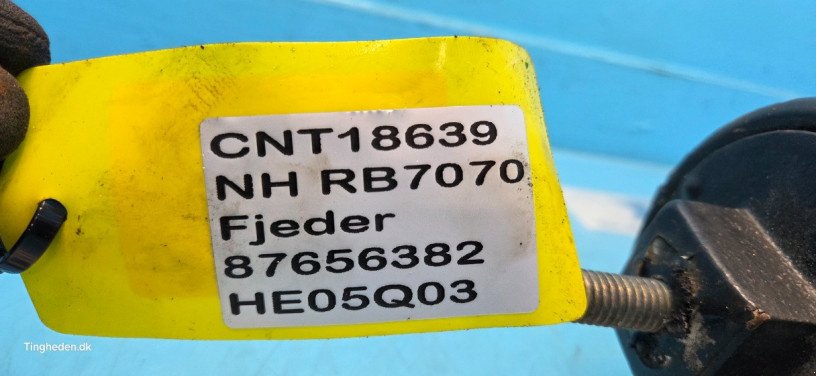 CNT18639
NH RB7070
Fjeder
87656382
HE05Q03
Tingheden.dk